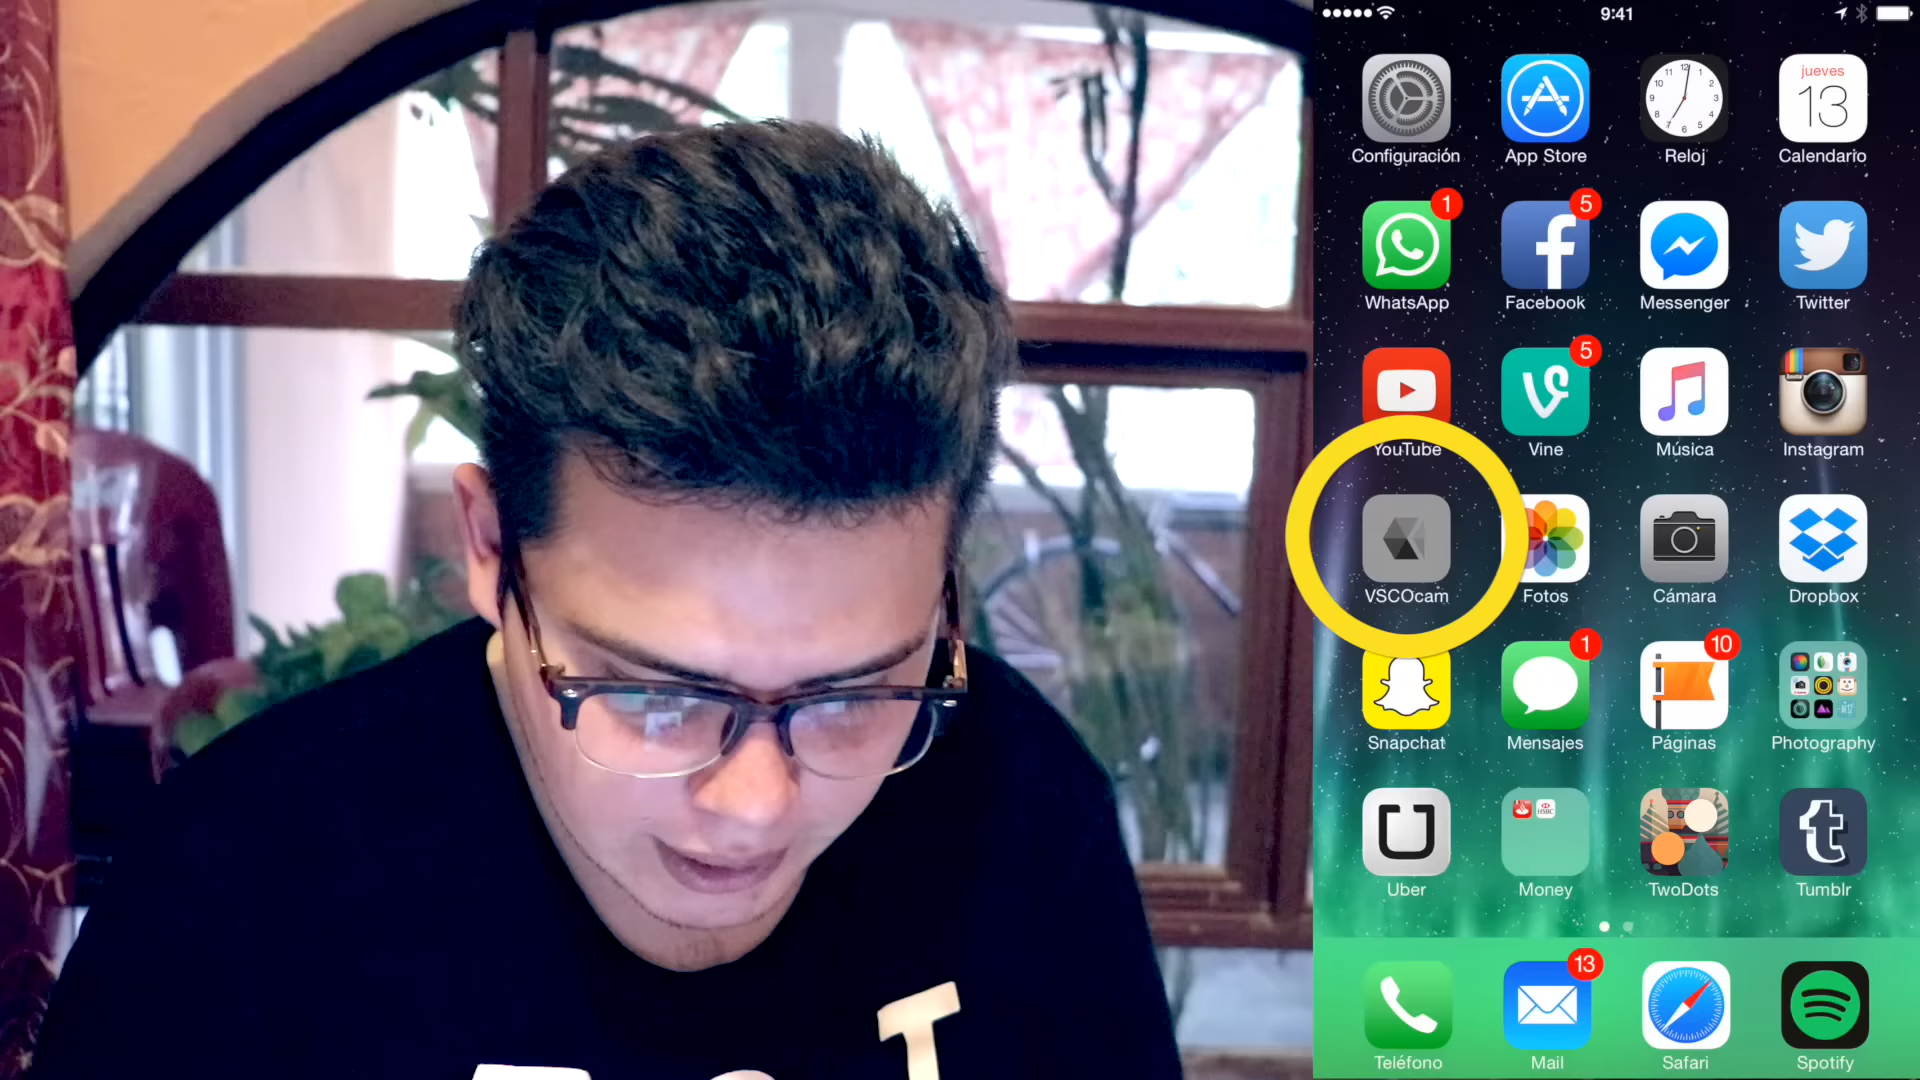 9:41
jueves
13
Configuración
App Store
Reloj
Calendario
1
5
WhatsApp
Facebook
Messenger
Twitter
5
YouTube
Vine
Música
Instagram
VSCOcam
Fotos
Cámara
Dropbox
1
10
Snapchat
Mensajes
Páginas
Photography
HSBC
Uber
Money
TwoDots
Tumblr
13
Teléfono
Mail
Safari
Spotify